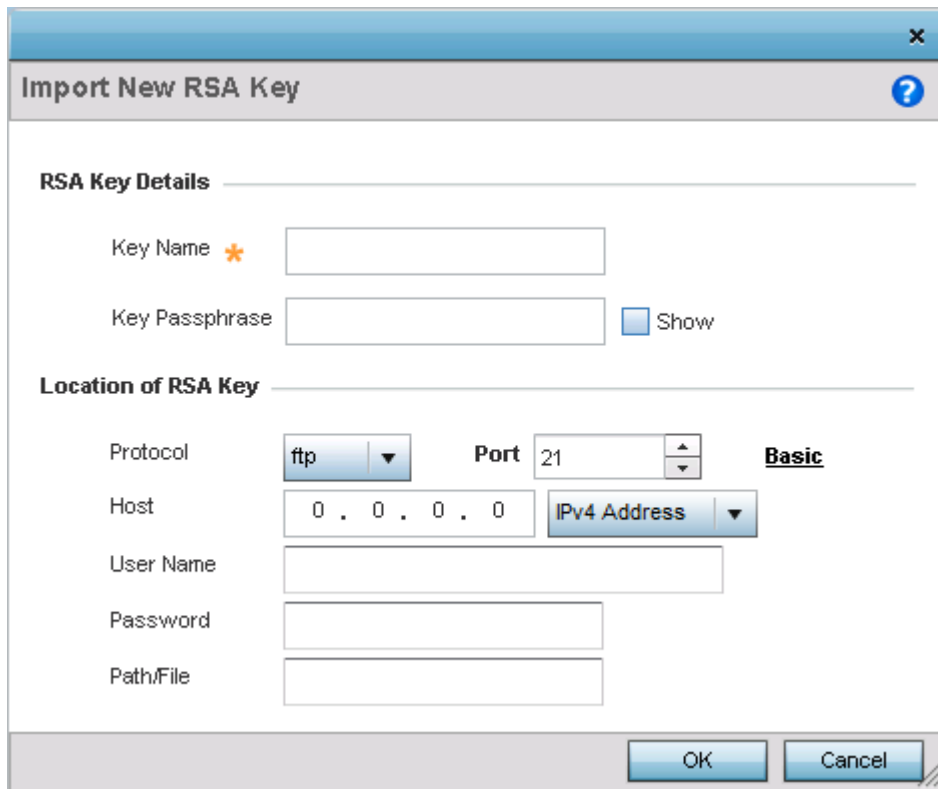 Import New RSA Key
RSA Key Details
Key Name *
Key Passphrase Show
Location of RSA Key
Protocol ftp Port 21 Basic
Host 0 . 0 . 0 . 0 IPv4 Address
User Name
Password
Path/File
OK Cancel